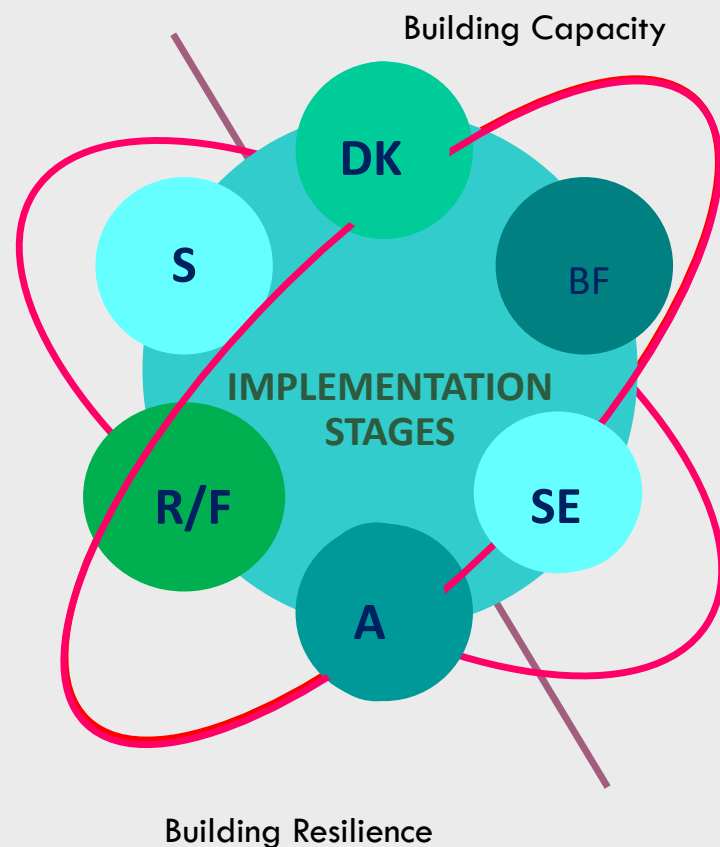 Building Capacity
DK
S
BF
IMPLEMENTATION
STAGES
R/F
SE
A
Building Resilience